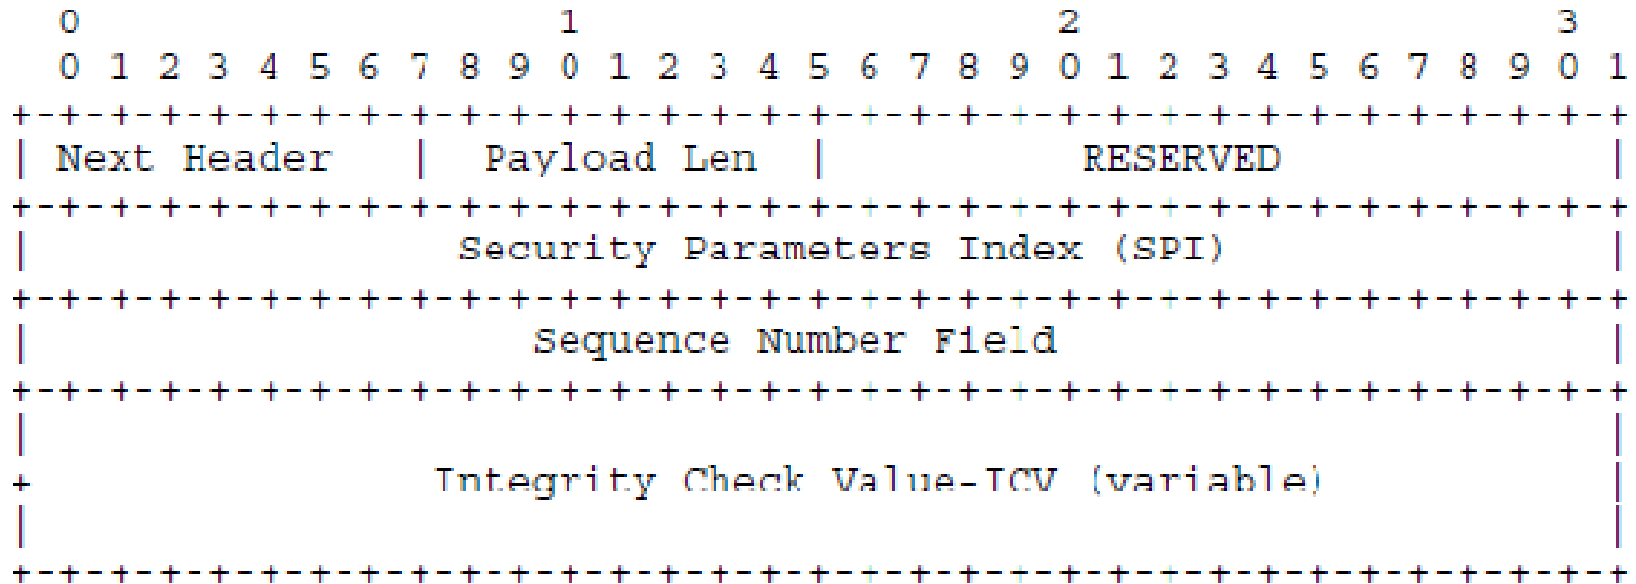 0 1 2 3
0 1 2 3 4 5 6 7 8 9 0 1 2 3 4 5 6 7 8 9 0 1 2 3 4 5 6 7 8 9 0 1
+-+-+-+-+-+-+-+-+-+-+-+-+-+-+-+-+-+-+-+-+-+-+-+-+-+-+-+-+-+-+-+-+
| Next Header | Payload Len | RESERVED |
+-+-+-+-+-+-+-+-+-+-+-+-+-+-+-+-+-+-+-+-+-+-+-+-+-+-+-+-+-+-+-+-+
| Security Parameters Index (SPI) |
+-+-+-+-+-+-+-+-+-+-+-+-+-+-+-+-+-+-+-+-+-+-+-+-+-+-+-+-+-+-+-+-+
| Sequence Number Field |
+-+-+-+-+-+-+-+-+-+-+-+-+-+-+-+-+-+-+-+-+-+-+-+-+-+-+-+-+-+-+-+-+
| |
+ Integrity Check Value-ICV (variable) |
| |
+-+-+-+-+-+-+-+-+-+-+-+-+-+-+-+-+-+-+-+-+-+-+-+-+-+-+-+-+-+-+-+-+